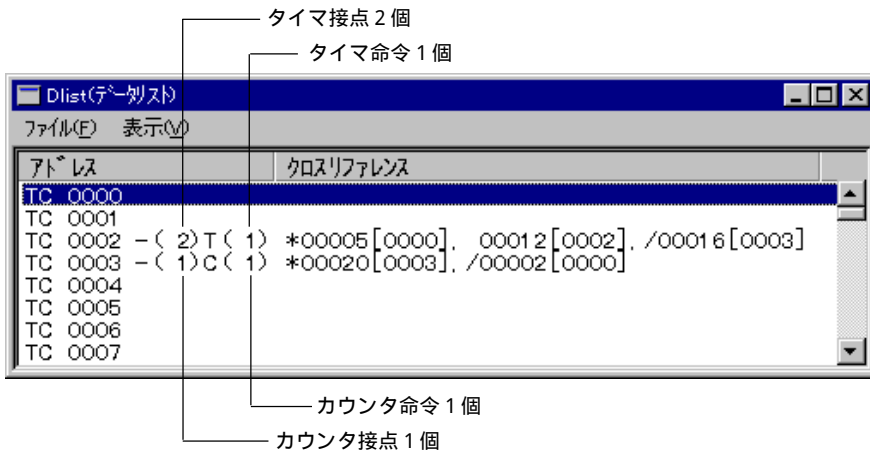 タイマ接点2個
タイマ命令1個
Dlist(ﾃﾞｰﾀﾘｽﾄ)
ﾌｧｲﾙ(F) 表示(V)
ｱﾄﾞﾚｽ ｸﾛｽﾘﾌｧﾚﾝｽ
TC 0000
TC 0001
TC 0002 -( 2)T( 1) *00005[0000], 00012[0002], /00016[0003]
TC 0003 -( 1)C( 1) *00020[0003], /00002[0000]
TC 0004
TC 0005
TC 0006
TC 0007
カウンタ命令1個
カウンタ接点1個